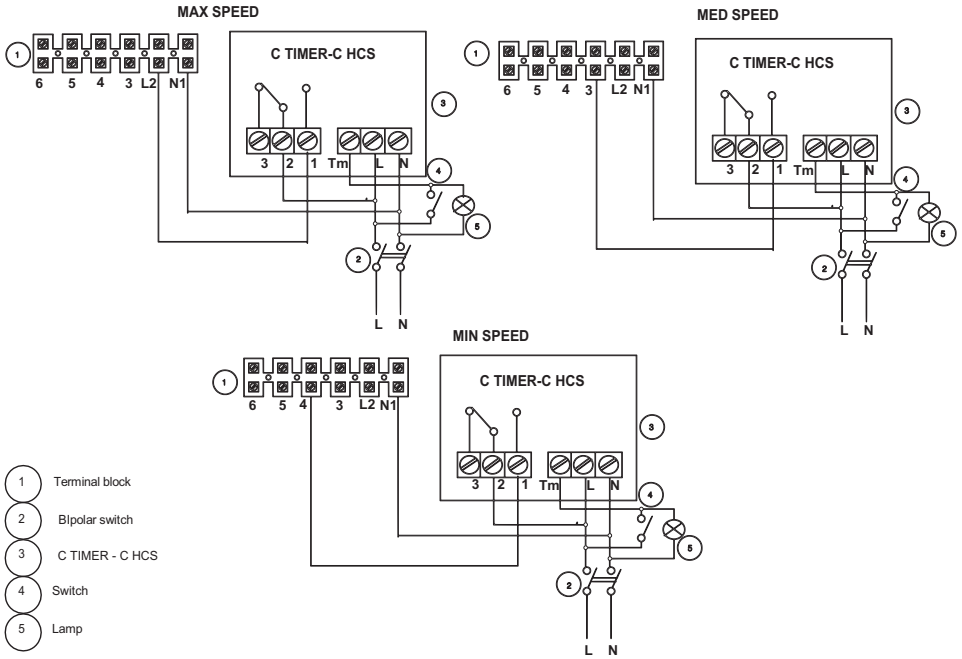 MAX SPEED
1
6 5 4 3 L2 N1
C TIMER-C HCS
3
3 2 1 Tm L N
4
5
2
L N
MED SPEED
1
6 5 4 3 L2 N1
C TIMER-C HCS
3
3 2 1 Tm L N
4
5
2
L N
MIN SPEED
1
6 5 4 3 L2 N1
C TIMER-C HCS
3
3 2 1 Tm L N
4
5
2
L N
1 Terminal block
2 BIpolar switch
3 C TIMER - C HCS
4 Switch
5 Lamp